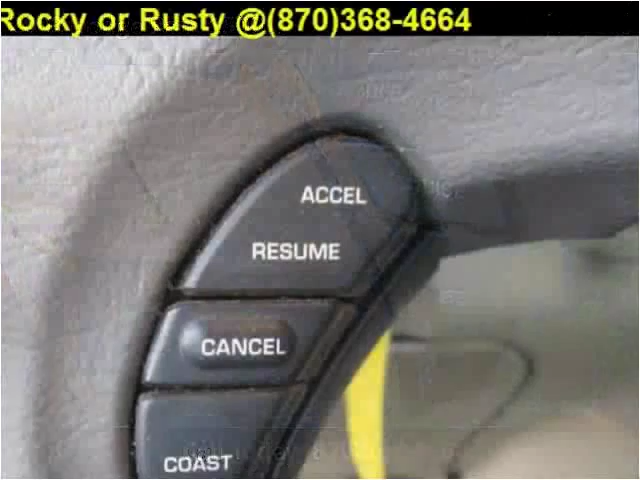 Rocky or Rusty @(870)368-4664
ACCEL
RESUME
CANCEL
COAST